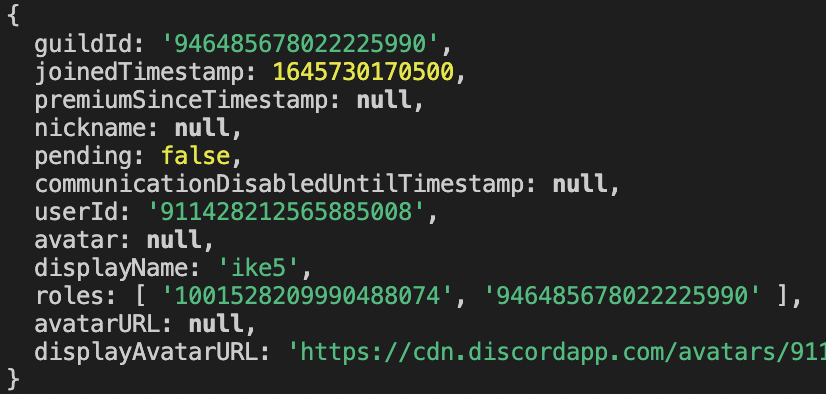 {
guildId: '946485678022225990',
joinedTimestamp: 1645730170500,
premiumSinceTimestamp: null,
nickname: null,
pending: false,
communicationDisabledUntilTimestamp: null,
userId: '911428212565885008',
avatar: null,
displayName: 'ike5',
roles: [ '1001528209990488074', '946485678022225990' ],
avatarURL: null,
displayAvatarURL: 'https://cdn.discordapp.com/avatars/911
}